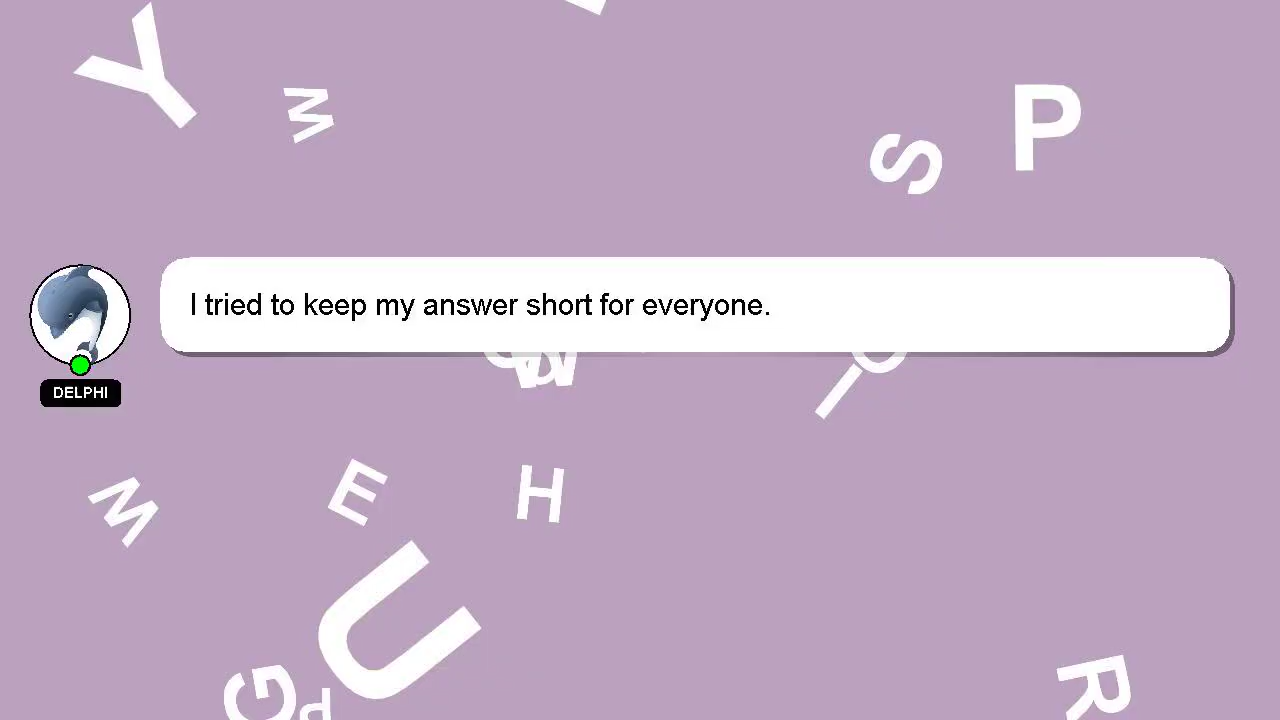 Y
W
S
P
I tried to keep my answer short for everyone.
DELPHI
I
W
E
H
U
G
P
R